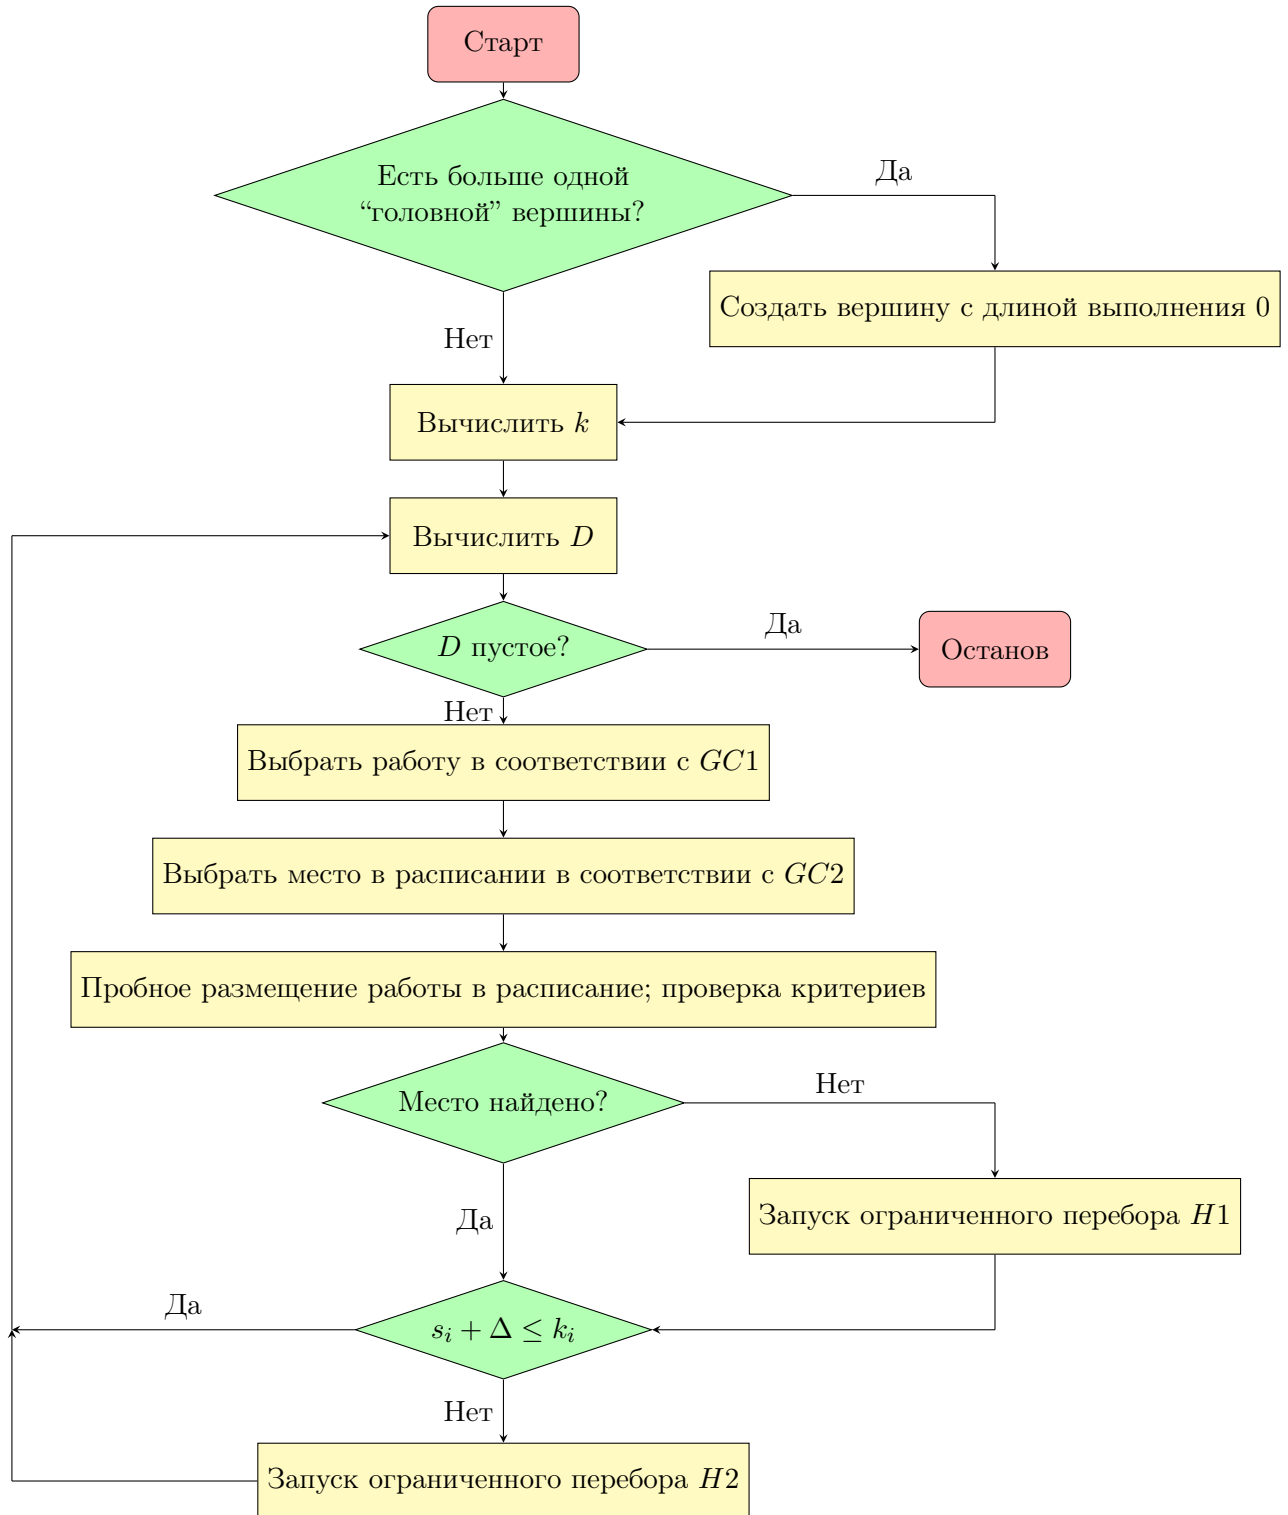 Старт
Есть больше одной
“головной” вершины?
Да
Создать вершину с длиной выполнения 0
Нет
Вычислить k
Вычислить D
D пустое?
Да
Останов
Нет
Выбрать работу в соответствии с GC1
Выбрать место в расписании в соответствии с GC2
Пробное размещение работы в расписание; проверка критериев
Место найдено?
Нет
Запуск ограниченного перебора H1
Да
s_i + Δ ≤ k_i
Да
Нет
Запуск ограниченного перебора H2